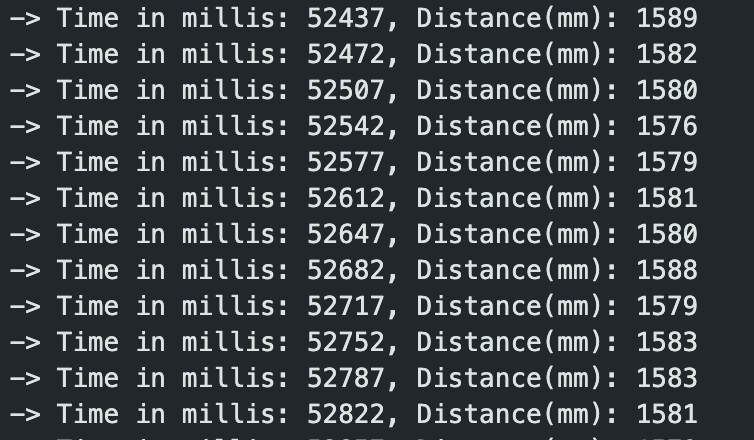 -> Time in millis: 52437, Distance(mm): 1589
-> Time in millis: 52472, Distance(mm): 1582
-> Time in millis: 52507, Distance(mm): 1580
-> Time in millis: 52542, Distance(mm): 1576
-> Time in millis: 52577, Distance(mm): 1579
-> Time in millis: 52612, Distance(mm): 1581
-> Time in millis: 52647, Distance(mm): 1580
-> Time in millis: 52682, Distance(mm): 1588
-> Time in millis: 52717, Distance(mm): 1579
-> Time in millis: 52752, Distance(mm): 1583
-> Time in millis: 52787, Distance(mm): 1583
-> Time in millis: 52822, Distance(mm): 1581